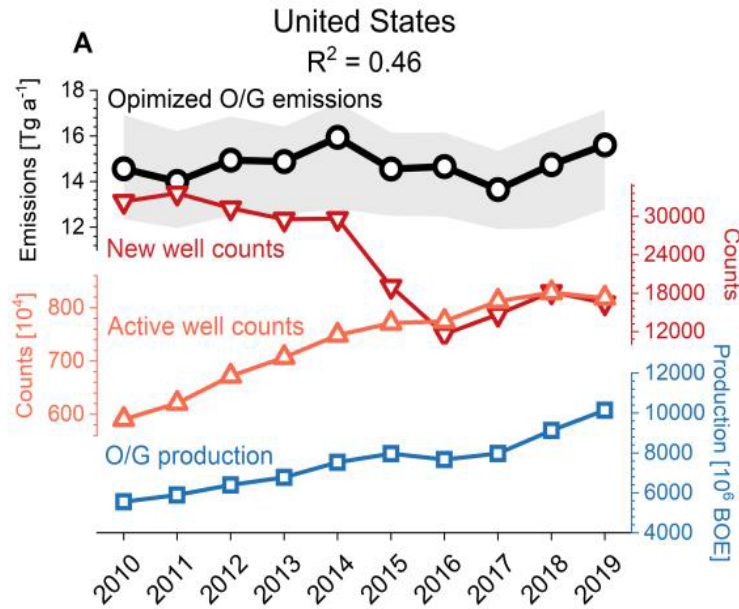 A
United States
R² = 0.46
Emissions [Tg a⁻¹]
18
16
14
12
Opimized O/G emissions
New well counts
30000
24000
18000
12000
Counts
Counts [10⁴]
800
700
600
Active well counts
O/G production
12000
10000
8000
6000
4000
Production [10⁶ BOE]
2010
2011
2012
2013
2014
2015
2016
2017
2018
2019